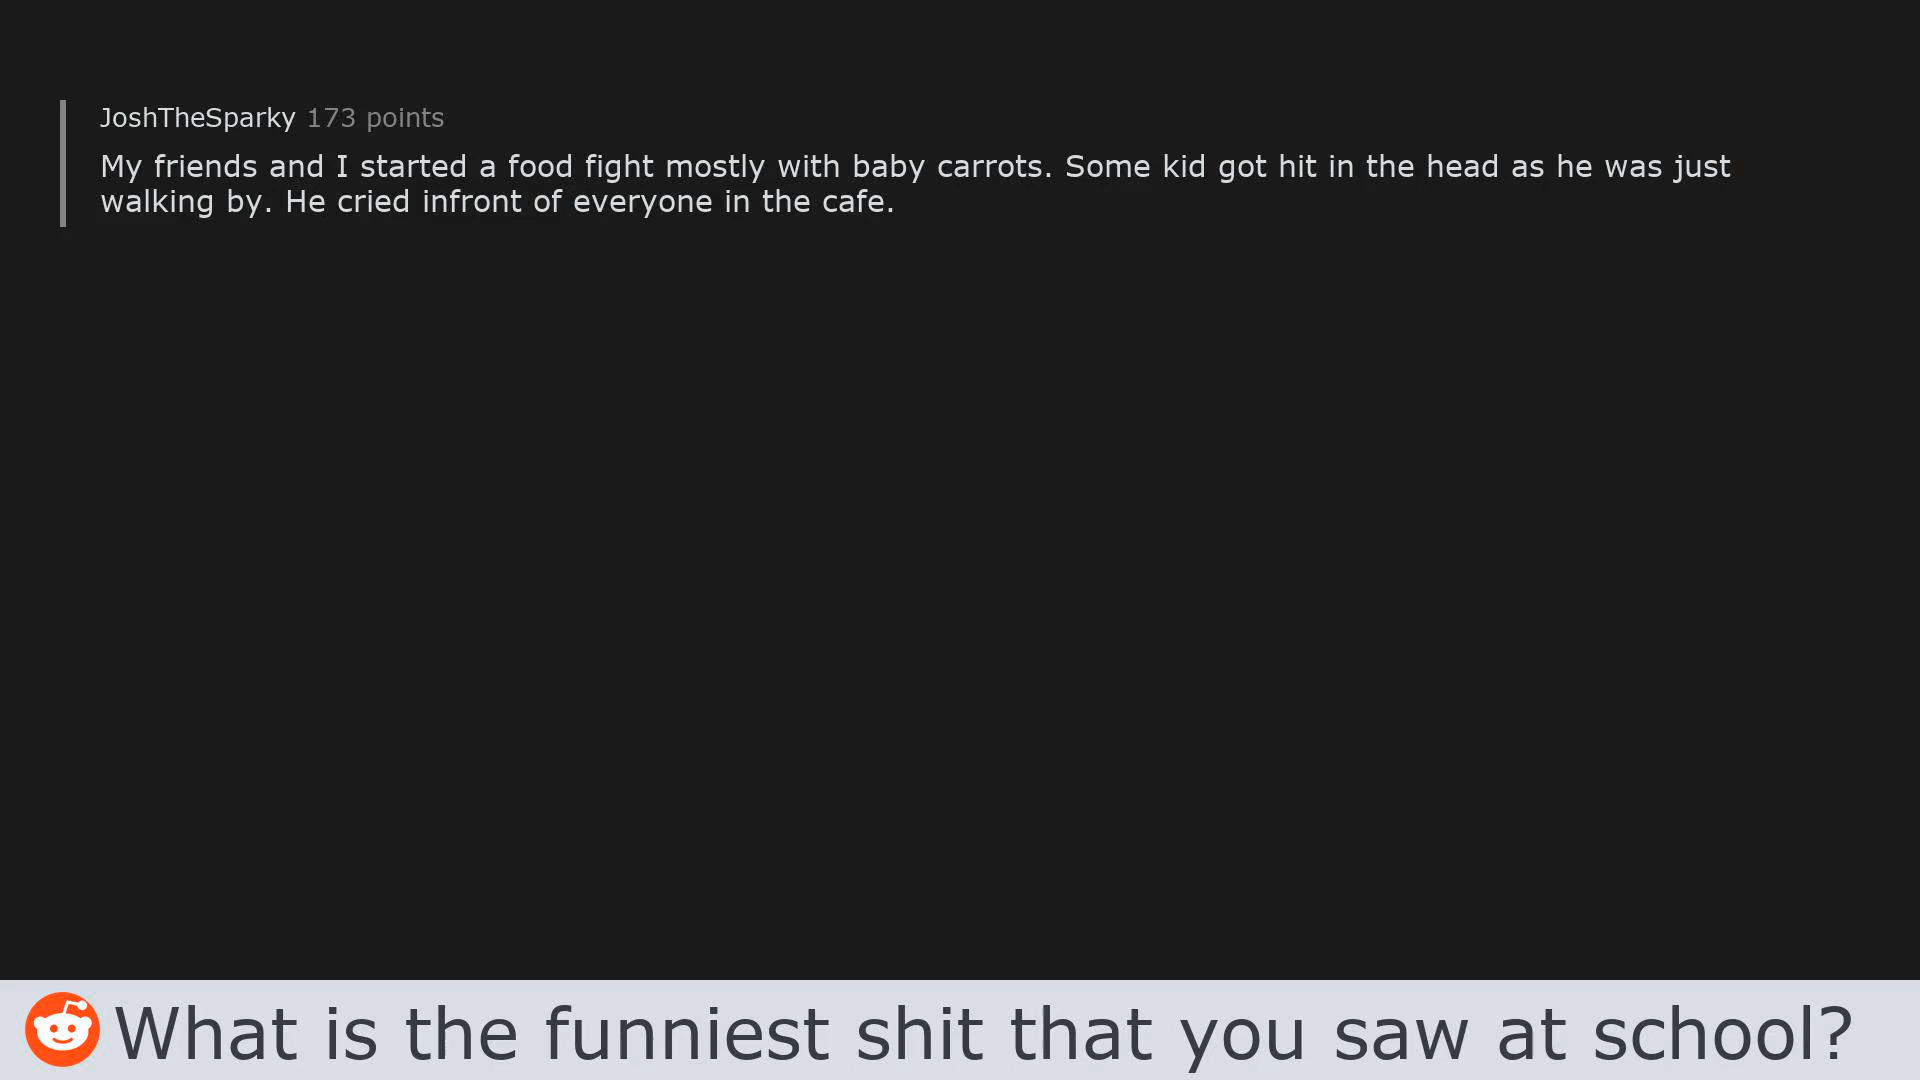 JoshTheSparky 173 points
My friends and I started a food fight mostly with baby carrots. Some kid got hit in the head as he was just
walking by. He cried infront of everyone in the cafe.
What is the funniest shit that you saw at school?